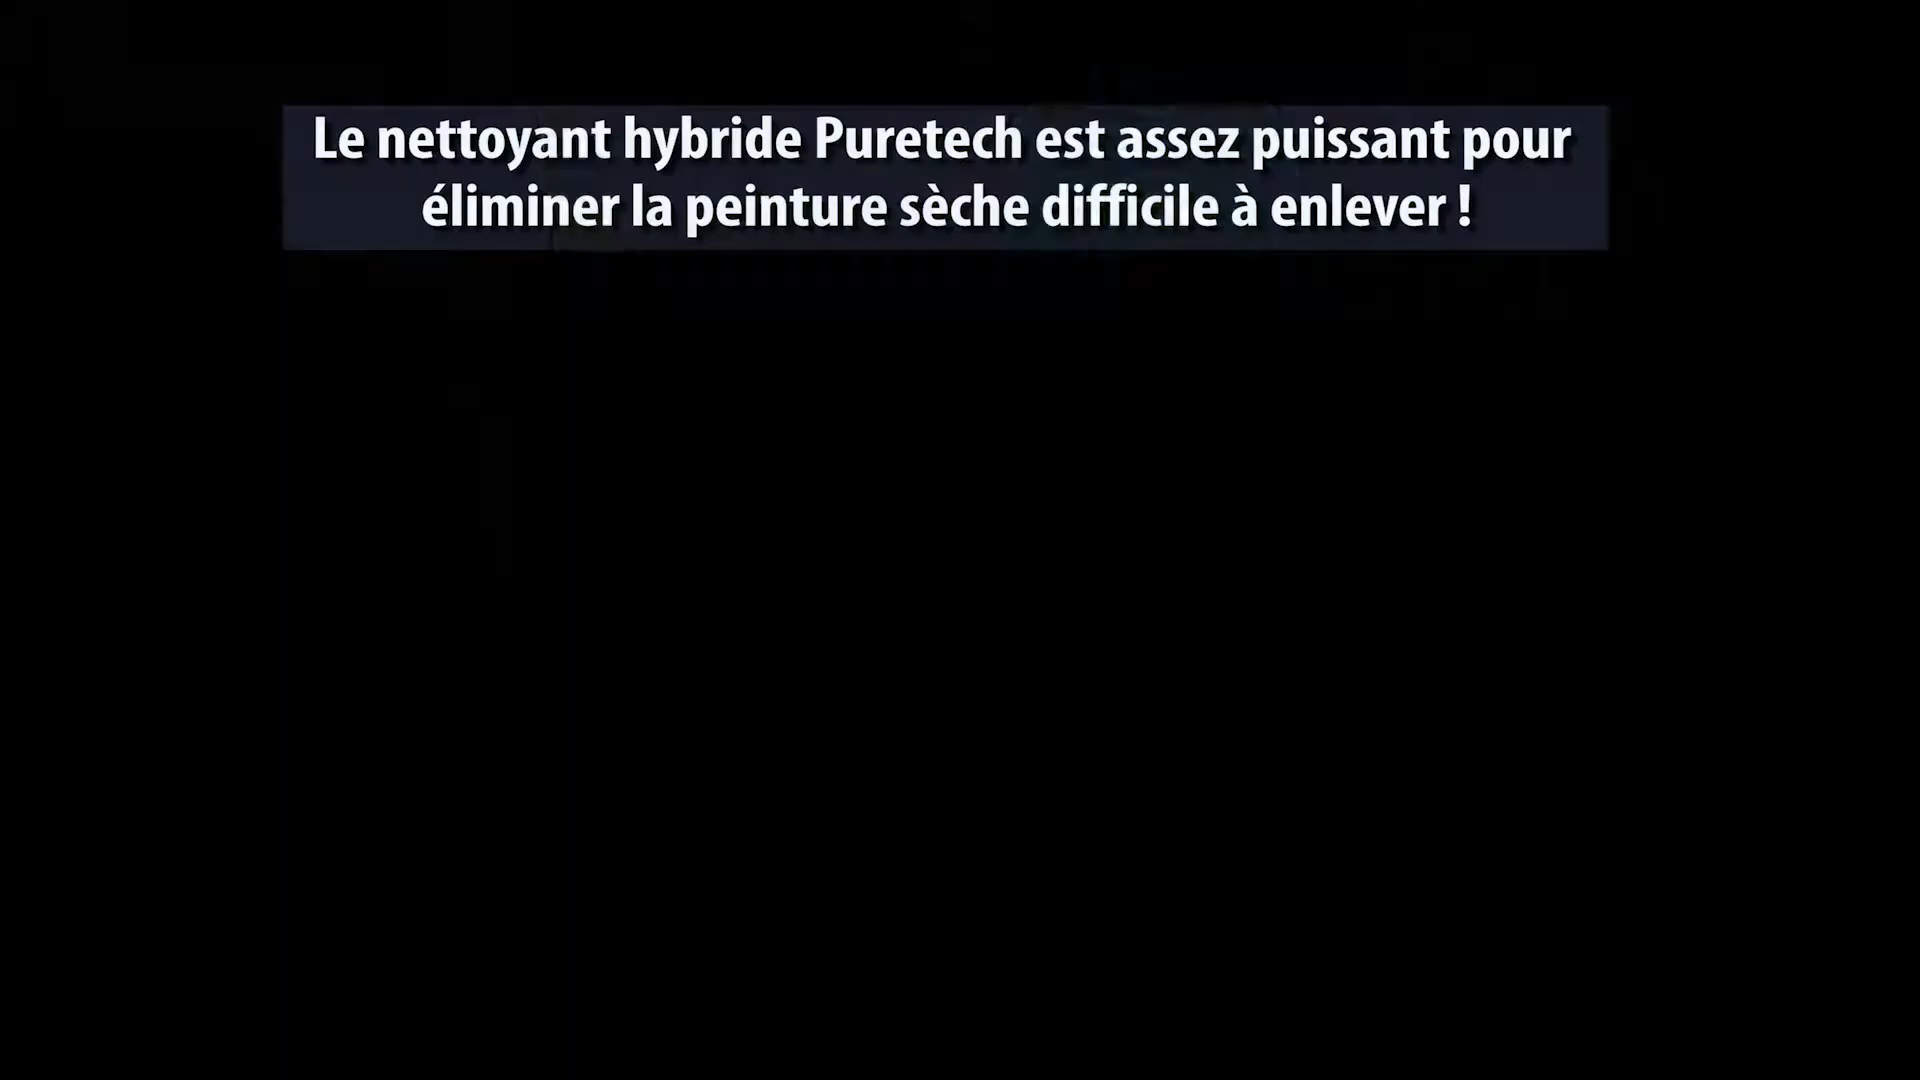 Le nettoyant hybride Puretech est assez puissant pour
éliminer la peinture sèche difficile à enlever !